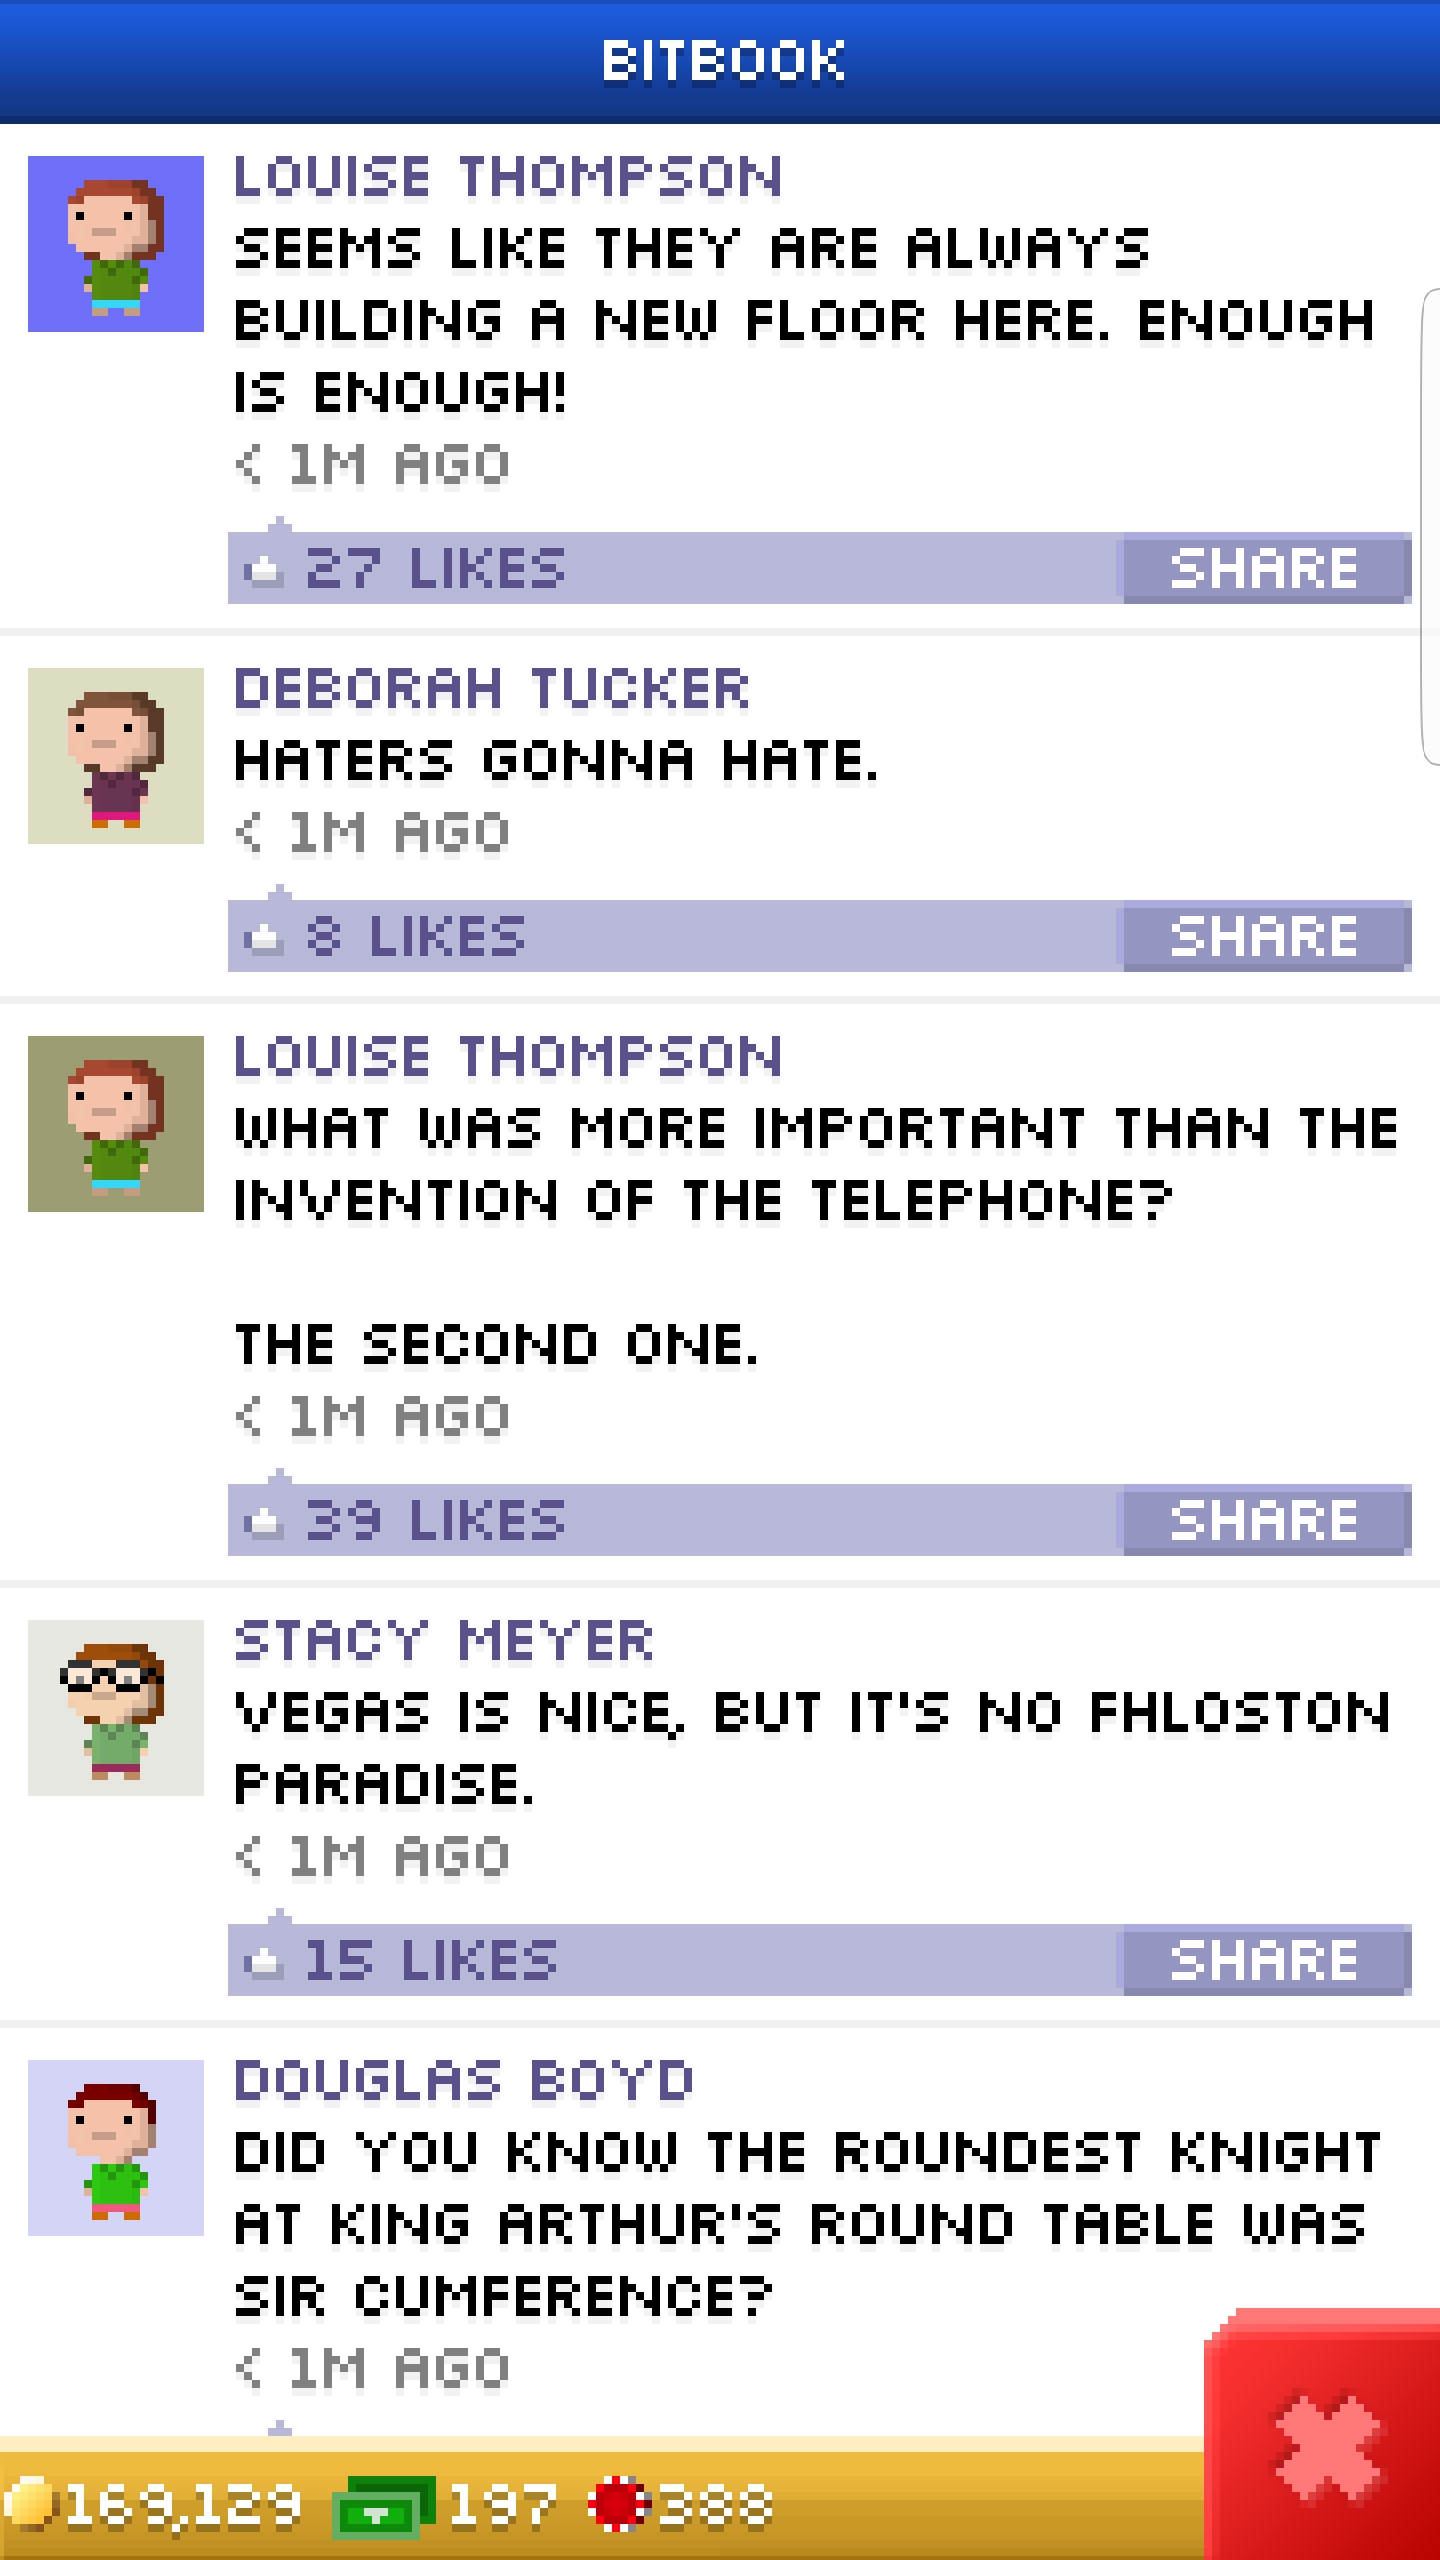 BITBOOK
LOUISE THOMPSON
SEEMS LIKE THEY ARE ALWAYS
BUILDING A NEW FLOOR HERE. ENOUGH
IS ENOUGH!
< 1M AGO
27 LIKES SHARE
DEBORAH TUCKER
HATERS GONNA HATE.
< 1M AGO
8 LIKES SHARE
LOUISE THOMPSON
WHAT WAS MORE IMPORTANT THAN THE
INVENTION OF THE TELEPHONE?
THE SECOND ONE.
< 1M AGO
39 LIKES SHARE
STACY MEYER
VEGAS IS NICE, BUT IT'S NO FHLOSTON
PARADISE.
< 1M AGO
15 LIKES SHARE
DOUGLAS BOYD
DID YOU KNOW THE ROUNDEST KNIGHT
AT KING ARTHUR'S ROUND TABLE WAS
SIR CUMFERENCE?
< 1M AGO
169,129 197 388